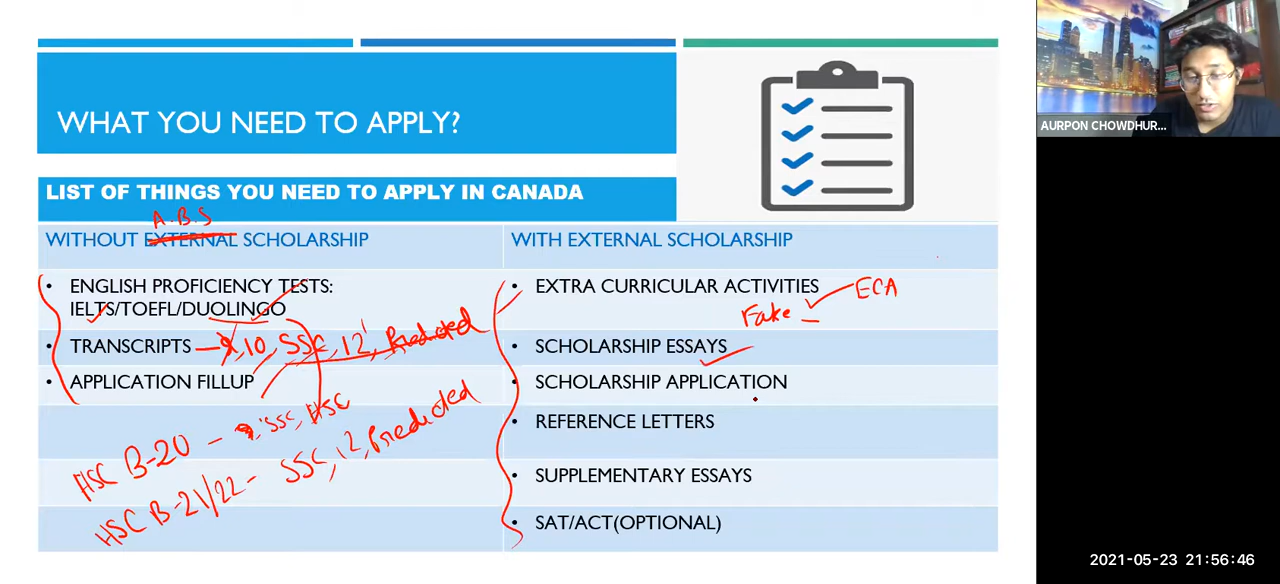 WHAT YOU NEED TO APPLY?
AURPON CHOWDHUR...
LIST OF THINGS YOU NEED TO APPLY IN CANADA
A.B.S
WITHOUT EXTERNAL SCHOLARSHIP
WITH EXTERNAL SCHOLARSHIP
• ENGLISH PROFICIENCY TESTS:
IELTS/TOEFL/DUOLINGO
• EXTRA CURRICULAR ACTIVITIES
ECA
Fake
• TRANSCRIPTS
10, SSC, 12, Predicted
• SCHOLARSHIP ESSAYS
• APPLICATION FILLUP
• SCHOLARSHIP APPLICATION
HSC B-20 - SSC, HSC
• REFERENCE LETTERS
HSC B-21/22 - SSC, 12, Predicted
• SUPPLEMENTARY ESSAYS
• SAT/ACT(OPTIONAL)
2021-05-23 21:56:46